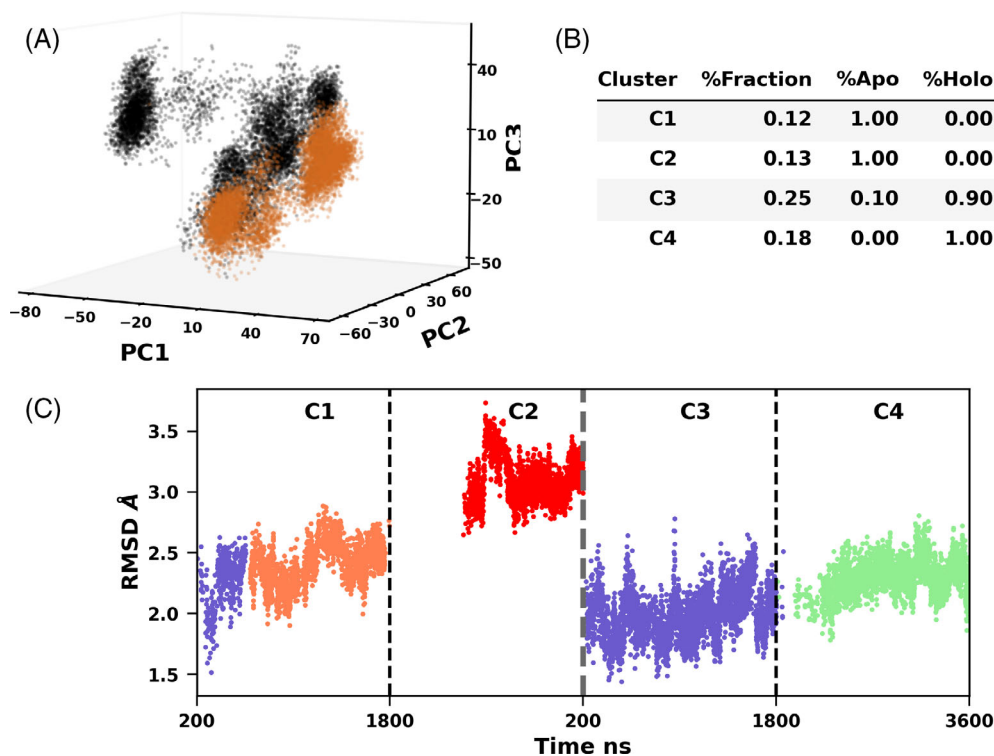 (A)
40
10
−20
−50
PC3
−80
−50
−20
10
40
70
PC1
−60
−30
0
30
60
PC2
(B)
Cluster %Fraction %Apo %Holo
C1 0.12 1.00 0.00
C2 0.13 1.00 0.00
C3 0.25 0.10 0.90
C4 0.18 0.00 1.00
(C)
C1 C2 C3 C4
3.5
3.0
2.5
2.0
1.5
RMSD Å
200 1800 200 1800 3600
Time ns